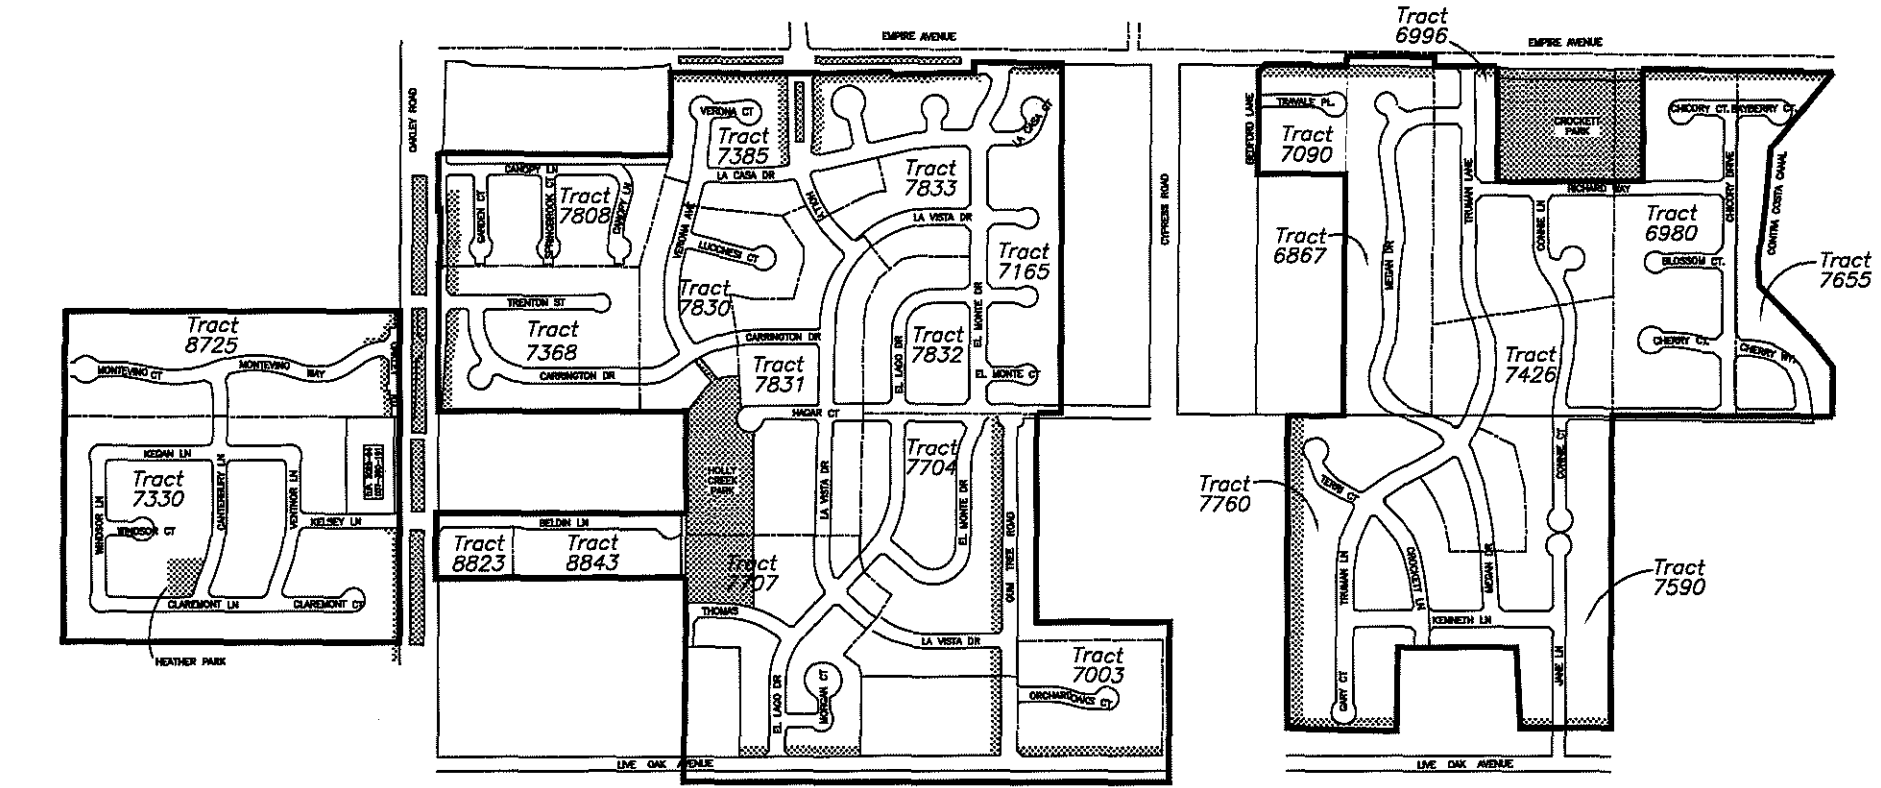 Tract
6996
EMPIRE AVENUE
EMPIRE AVENUE
OAKLEY ROAD
VERONA CT
Tract
7385
LA CASA DR
LA CASA CT
Tract
7833
HOLLY
LA VISTA DR
Tract
7165
CANOPY LN
Tract
7808
GARDEN CT
SPRINGBROOK CT
CANOPY LN
VERONA AVE
LUCCHESI CT
Tract
7830
TRENTON ST
Tract
7368
CARRINGTON DR
CARRINGTON DR
Tract
7831
EL LAGO DR
Tract
7832
EL MONTE DR
EL MONTE CT
HAGAR CT
CYPRESS ROAD
BEDFORD LANE
TRAVALE PL.
Tract
7090
CROCKETT
PARK
CHICORY CT.
BAYBERRY CT.
TRUMAN LANE
RICHARD WAY
CHICORY DRIVE
CONTRA COSTA CANAL
CONNIE LN
Tract
6980
Tract
6867
MEGAN DR
BLOSSOM CT.
Tract
7655
CHERRY CT.
CHERRY WY.
Tract
7426
Tract
8725
MONTEVINO CT
MONTEVINO WAY
KEGAN LN
Tract
7330
WINDSOR LN
WINDSOR CT
CANTERBURY LN
VENTNOR LN
KELSEY LN
CLAREMONT LN
CLAREMONT CT
HEATHER PARK
HOLLY
CREEK
PARK
Tract
7704
LA VISTA DR
EL MONTE DR
GUM TREE ROAD
BELDIN LN
Tract
8823
Tract
8843
Tract
7707
THOMAS
LA VISTA DR
EL LAGO DR
MORGAN CT
Tract
7003
ORCHARD OAKS CT
LIVE OAK AVENUE
Tract
7760
TERRI CT
CONNIE CT
TRUMAN LN
CROCKETT LN
MEGAN DR
KENNETH LN
Tract
7590
GARY CT
JANE LN
LIVE OAK AVENUE